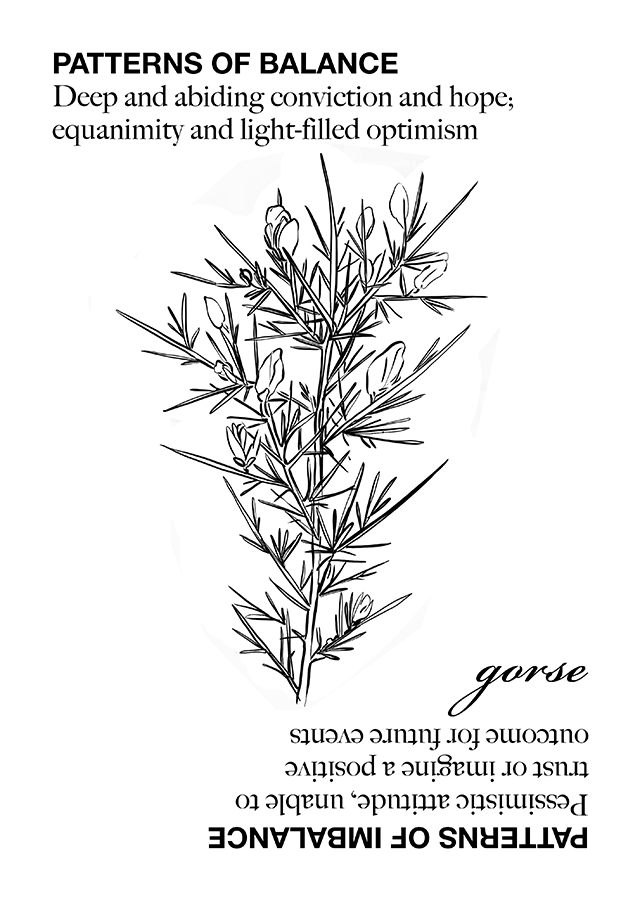 PATTERNS OF BALANCE
Deep and abiding conviction and hope;
equanimity and light-filled optimism
gorse
PATTERNS OF IMBALANCE
Pessimistic attitude, unable to
trust or imagine a positive
outcome for future events